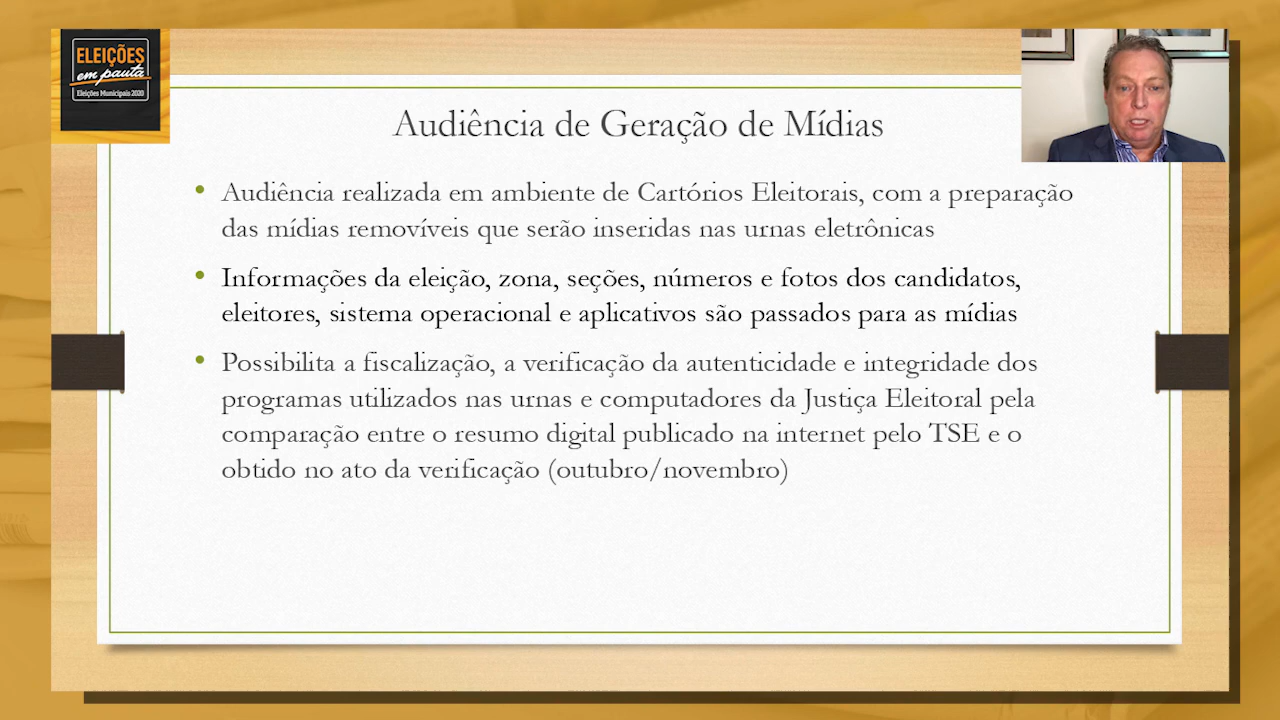 ELEIÇÕES
em pauta
Eleições Municipais 2020
Audiência de Geração de Mídias
• Audiência realizada em ambiente de Cartórios Eleitorais, com a preparação
das mídias removíveis que serão inseridas nas urnas eletrônicas
• Informações da eleição, zona, seções, números e fotos dos candidatos,
eleitores, sistema operacional e aplicativos são passados para as mídias
• Possibilita a fiscalização, a verificação da autenticidade e integridade dos
programas utilizados nas urnas e computadores da Justiça Eleitoral pela
comparação entre o resumo digital publicado na internet pelo TSE e o
obtido no ato da verificação (outubro/novembro)